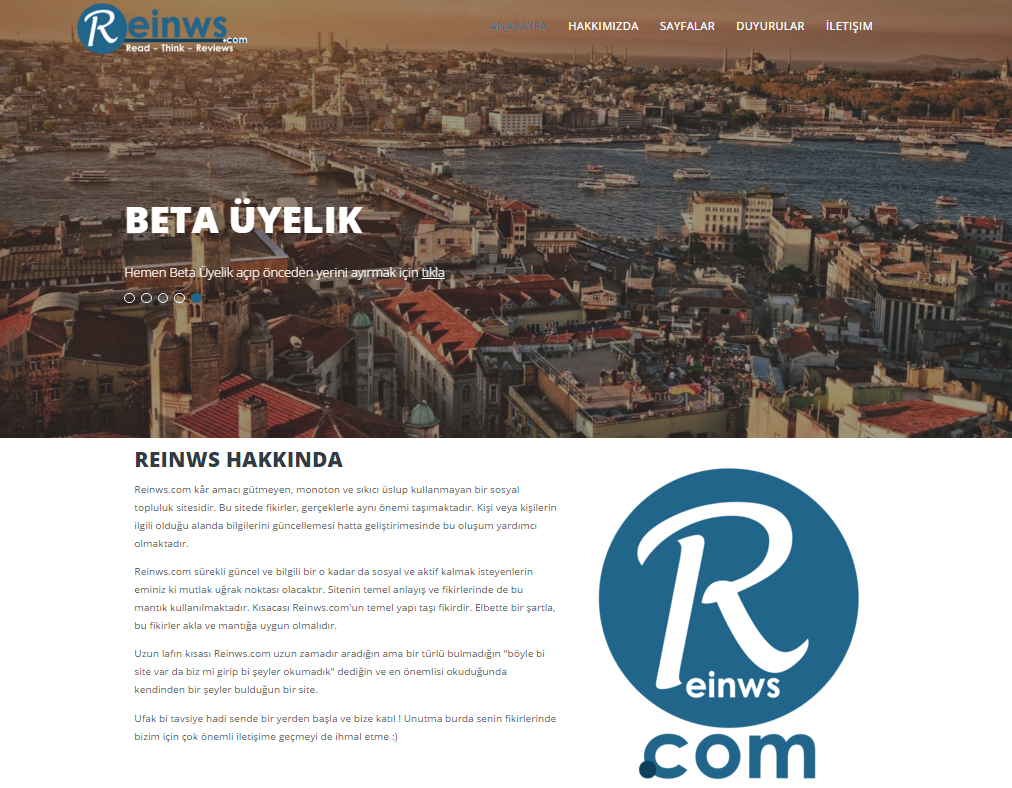 Reinws
.com
Read - Think - Reviews
ANASAYFA HAKKIMIZDA SAYFALAR DUYURULAR İLETIŞIM
BETA ÜYELIK
Hemen Beta Üyelik açıp önceden yerini ayırmak için tıkla
REINWS HAKKINDA
Reinws.com kâr amacı gütmeyen, monoton ve sıkıcı üslup kullanmayan bir sosyal
topluluk sitesidir. Bu sitede fikirler, gerçeklerle aynı önemi taşımaktadır. Kişi veya kişilerin
ilgili olduğu alanda bilgilerini güncellemesi hatta geliştirimesinde bu oluşum yardımcı
olmaktadır.
Reinws.com sürekli güncel ve bilgili bir o kadar da sosyal ve aktif kalmak isteyenlerin
eminiz ki mutlak uğrak noktası olacaktır. Sitenin temel anlayış ve fikirlerinde de bu
mantık kullanılmaktadır. Kısacası Reinws.com'un temel yapı taşı fikirdir. Elbette bir şartla,
bu fikirler akla ve mantığa uygun olmalıdır.
Uzun lafın kısası Reinws.com uzun zamadır aradığın ama bir türlü bulmadığın "böyle bi
site var da biz mi girip bi şeyler okumadık" dediğin ve en önemlisi okuduğunda
kendinden bir şeyler bulduğun bir site.
Ufak bi tavsiye hadi sende bir yerden başla ve bize katıl ! Unutma burda senin fikirlerinde
bizim için çok önemli iletişime geçmeyi de ihmal etme :)
Reinws
.com